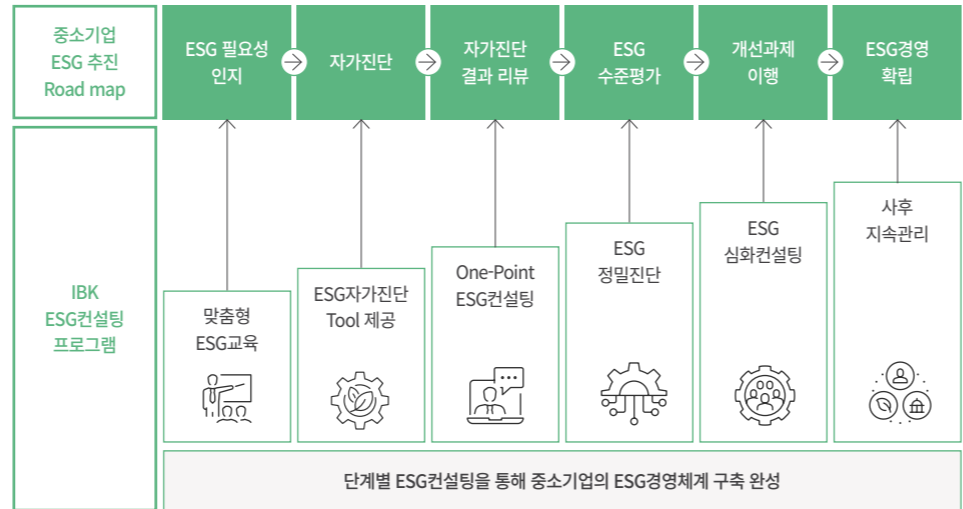 중소기업
ESG 추진
Road map
ESG 필요성
인지
자가진단
자가진단
결과 리뷰
ESG
수준평가
개선과제
이행
ESG경영
확립
IBK
ESG컨설팅
프로그램
맞춤형
ESG교육
ESG자가진단
Tool 제공
One-Point
ESG컨설팅
ESG
정밀진단
ESG
심화컨설팅
사후
지속관리
단계별 ESG컨설팅을 통해 중소기업의 ESG경영체계 구축 완성